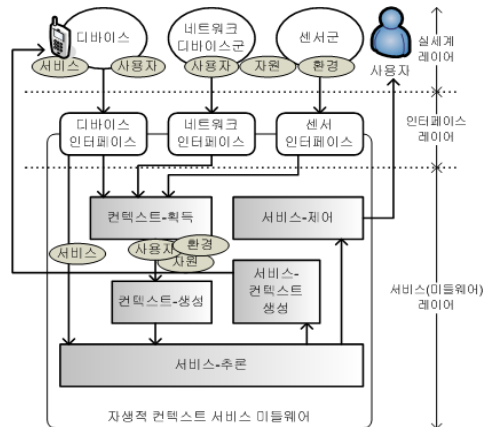 디바이스
네트워크
디바이스군
센서군
서비스
사용자
사용자
자원
환경
사용자
실세계
레이어
디바이스
인터페이스
네트워크
인터페이스
센서
인터페이스
인터페이스
레이어
컨텍스트-획득
서비스-제어
서비스
사용자
환경
자원
컨텍스트-생성
서비스-
컨텍스트
생성
서비스(미들웨어)
레이어
서비스-추론
자생적 컨텍스트 서비스 미들웨어